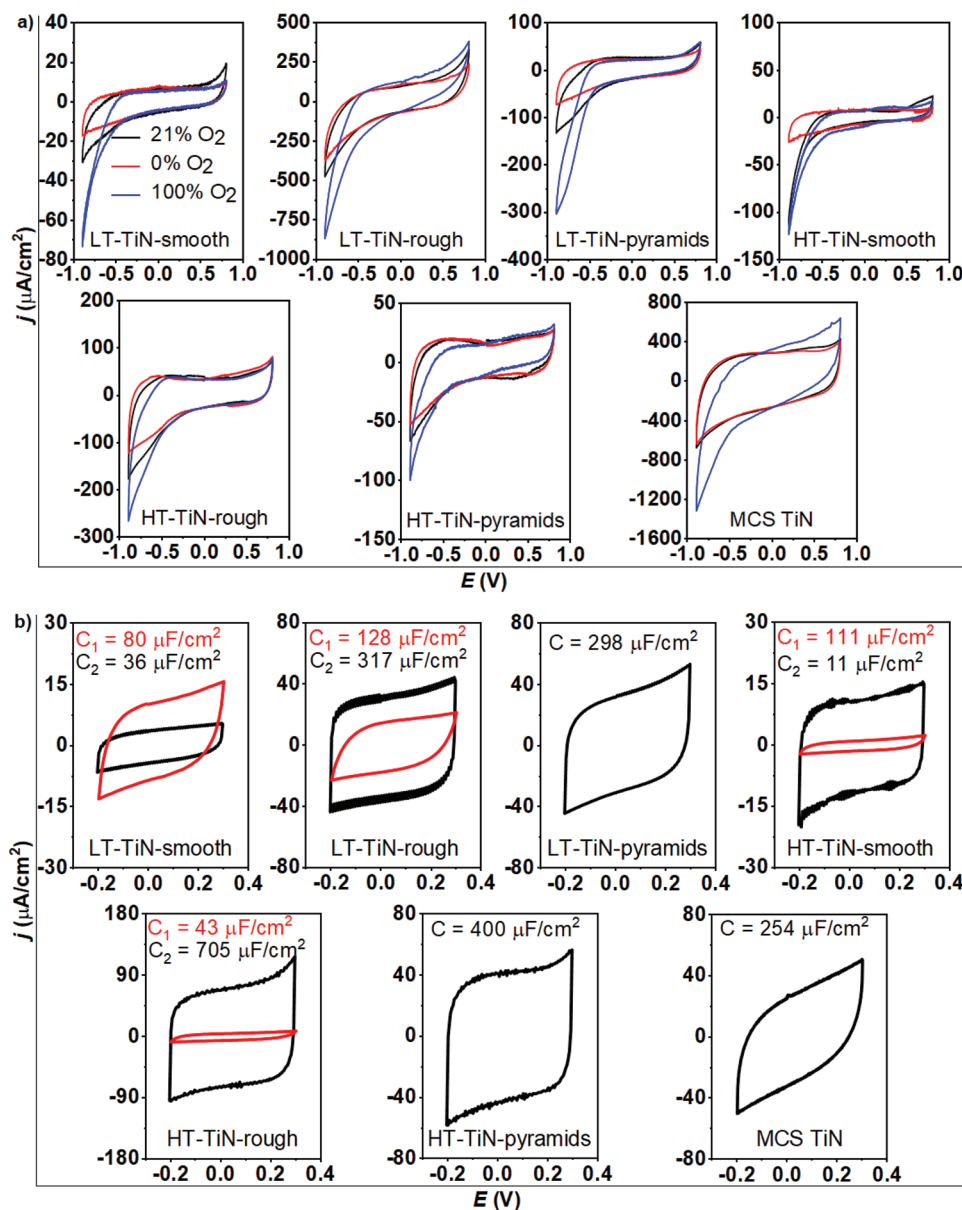 a)
j (µA/cm²)
40
20
0
-20
-40
-60
-80
21% O₂
0% O₂
100% O₂
LT-TiN-smooth
-1.0 -0.5 0.0 0.5 1.0
500
250
0
-250
-500
-750
-1000
LT-TiN-rough
-1.0 -0.5 0.0 0.5 1.0
100
0
-100
-200
-300
-400
LT-TiN-pyramids
-1.0 -0.5 0.0 0.5 1.0
100
50
0
-50
-100
-150
HT-TiN-smooth
-1.0 -0.5 0.0 0.5 1.0
200
100
0
-100
-200
-300
HT-TiN-rough
-1.0 -0.5 0.0 0.5 1.0
50
0
-50
-100
-150
HT-TiN-pyramids
-1.0 -0.5 0.0 0.5 1.0
800
400
0
-400
-800
-1200
-1600
MCS TiN
-1.0 -0.5 0.0 0.5 1.0
E (V)
b)
j (µA/cm²)
30
15
0
-15
-30
C₁ = 80 µF/cm²
C₂ = 36 µF/cm²
LT-TiN-smooth
-0.2 0.0 0.2 0.4
80
40
0
-40
-80
C₁ = 128 µF/cm²
C₂ = 317 µF/cm²
LT-TiN-rough
-0.2 0.0 0.2 0.4
80
40
0
-40
-80
C = 298 µF/cm²
LT-TiN-pyramids
-0.2 0.0 0.2 0.4
30
15
0
-15
-30
C₁ = 111 µF/cm²
C₂ = 11 µF/cm²
HT-TiN-smooth
-0.2 0.0 0.2 0.4
180
90
0
-90
-180
C₁ = 43 µF/cm²
C₂ = 705 µF/cm²
HT-TiN-rough
-0.2 0.0 0.2 0.4
80
40
0
-40
-80
C = 400 µF/cm²
HT-TiN-pyramids
-0.2 0.0 0.2 0.4
80
40
0
-40
-80
C = 254 µF/cm²
MCS TiN
-0.2 0.0 0.2 0.4
E (V)